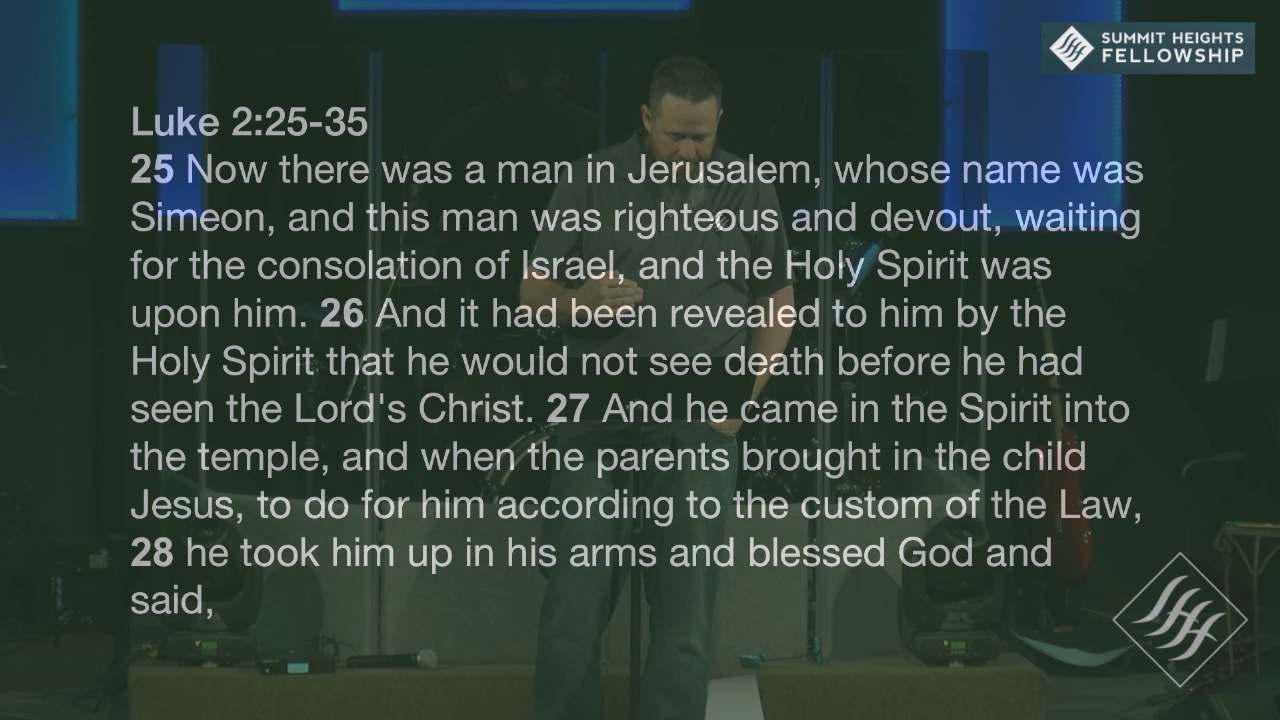 SUMMIT HEIGHTS
FELLOWSHIP
Luke 2:25-35
25 Now there was a man in Jerusalem, whose name was
Simeon, and this man was righteous and devout, waiting
for the consolation of Israel, and the Holy Spirit was
upon him. 26 And it had been revealed to him by the
Holy Spirit that he would not see death before he had
seen the Lord's Christ. 27 And he came in the Spirit into
the temple, and when the parents brought in the child
Jesus, to do for him according to the custom of the Law,
28 he took him up in his arms and blessed God and
said,